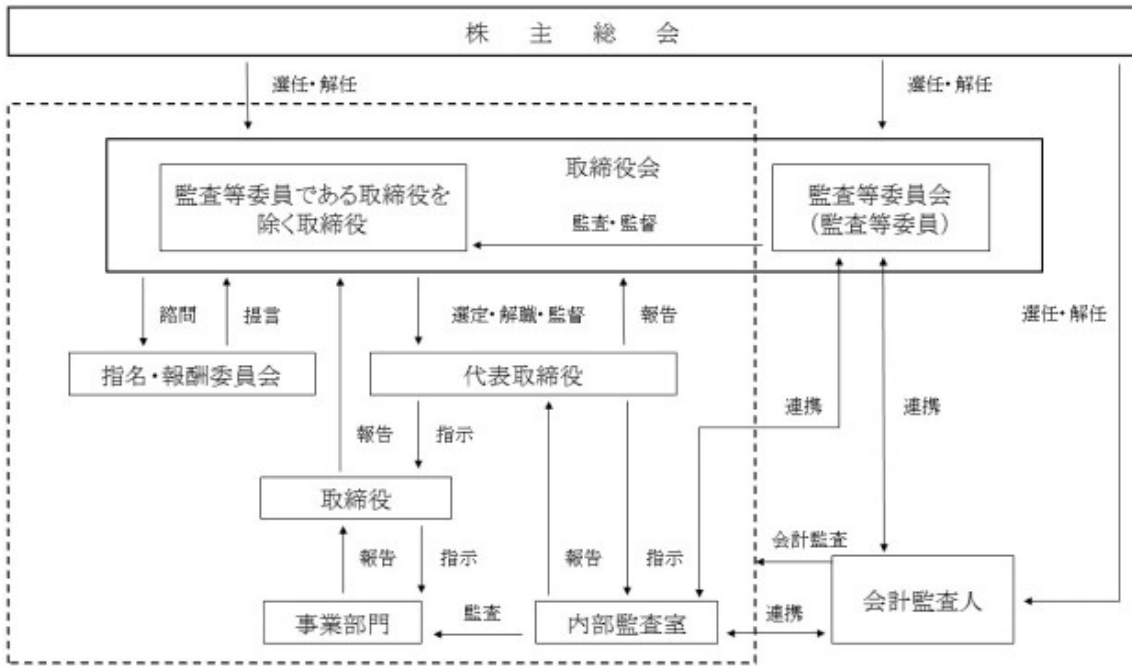 株主総会
選任・解任
選任・解任
取締役会
監査等委員である取締役を
除く取締役
監査・監督
監査等委員会
(監査等委員)
諮問
提言
選定・解職・監督
報告
選任・解任
指名・報酬委員会
代表取締役
報告
指示
連携
連携
取締役
報告
指示
報告
指示
会計監査
会計監査人
事業部門
監査
内部監査室
連携